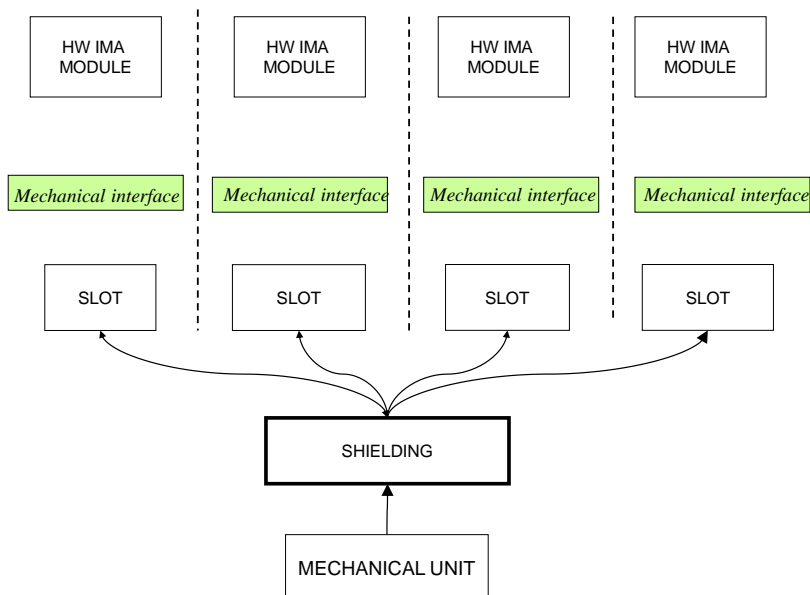 HW IMA
MODULE
HW IMA
MODULE
HW IMA
MODULE
HW IMA
MODULE
Mechanical interface
Mechanical interface
Mechanical interface
Mechanical interface
SLOT
SLOT
SLOT
SLOT
SHIELDING
MECHANICAL UNIT